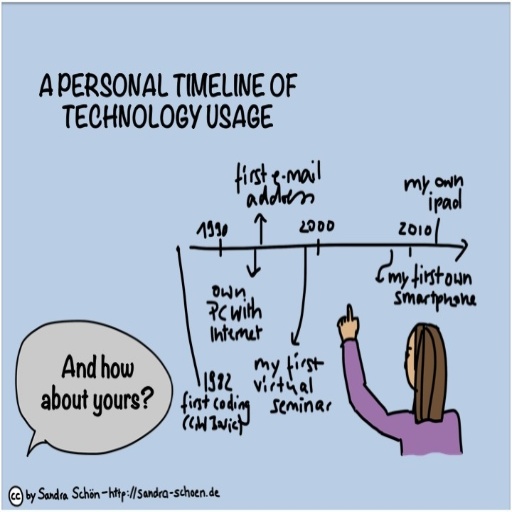 A PERSONAL TIMELINE OF
TECHNOLOGY USAGE
first e-mail
address
my own
ipad
1990
2000
2010
own
PC with
Internet
my first own
smartphone
my first
virtual
seminar
1982
first coding
And how
about yours?
cc by Sandra Schön - http://sandra-schoen.de